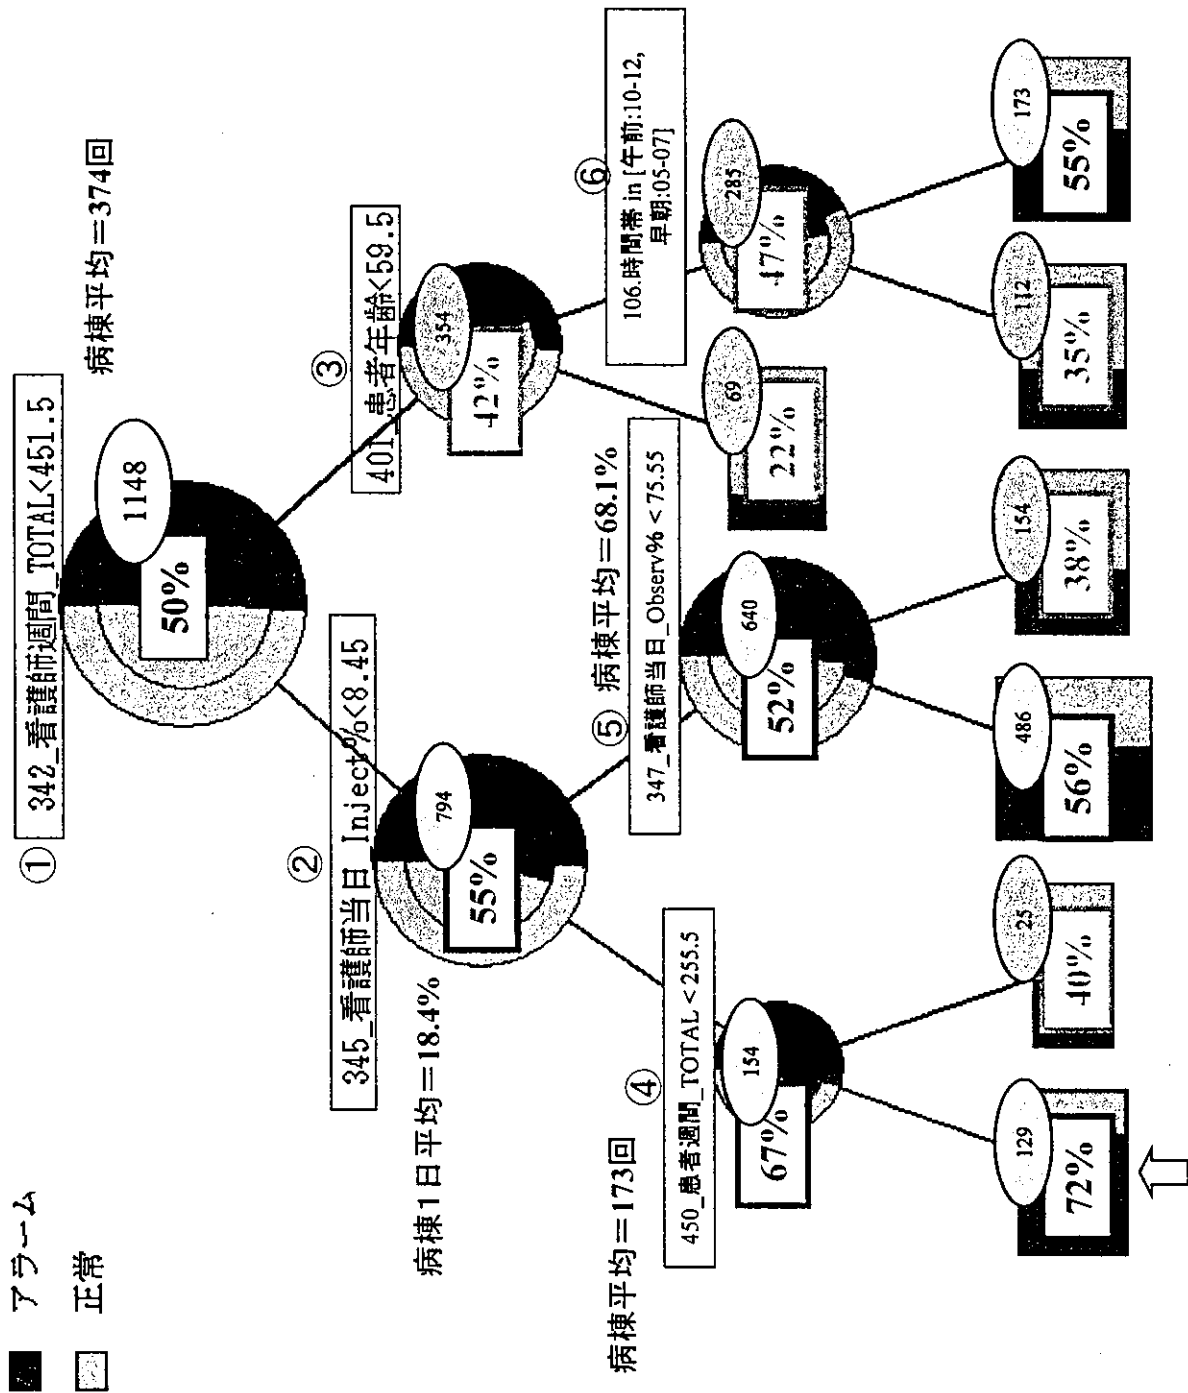 アラーム
正常
①
342_看護師週間_TOTAL<451.5
病棟平均＝374回
1148
50%
②
345_看護師当日_Inject%<8.45
病棟1日平均＝18.4%
794
55%
③
401_患者年齢<59.5
354
42%
④
病棟平均＝173回
450_患者週間_TOTAL < 255.5
154
67%
⑤
病棟平均＝68.1%
347_看護師当日_Observ% < 75.55
640
52%
69
22%
⑥
106.時間帯 in [午前:10-12,
早朝:05-07]
285
47%
129
72%
25
40%
486
56%
154
38%
112
35%
173
55%